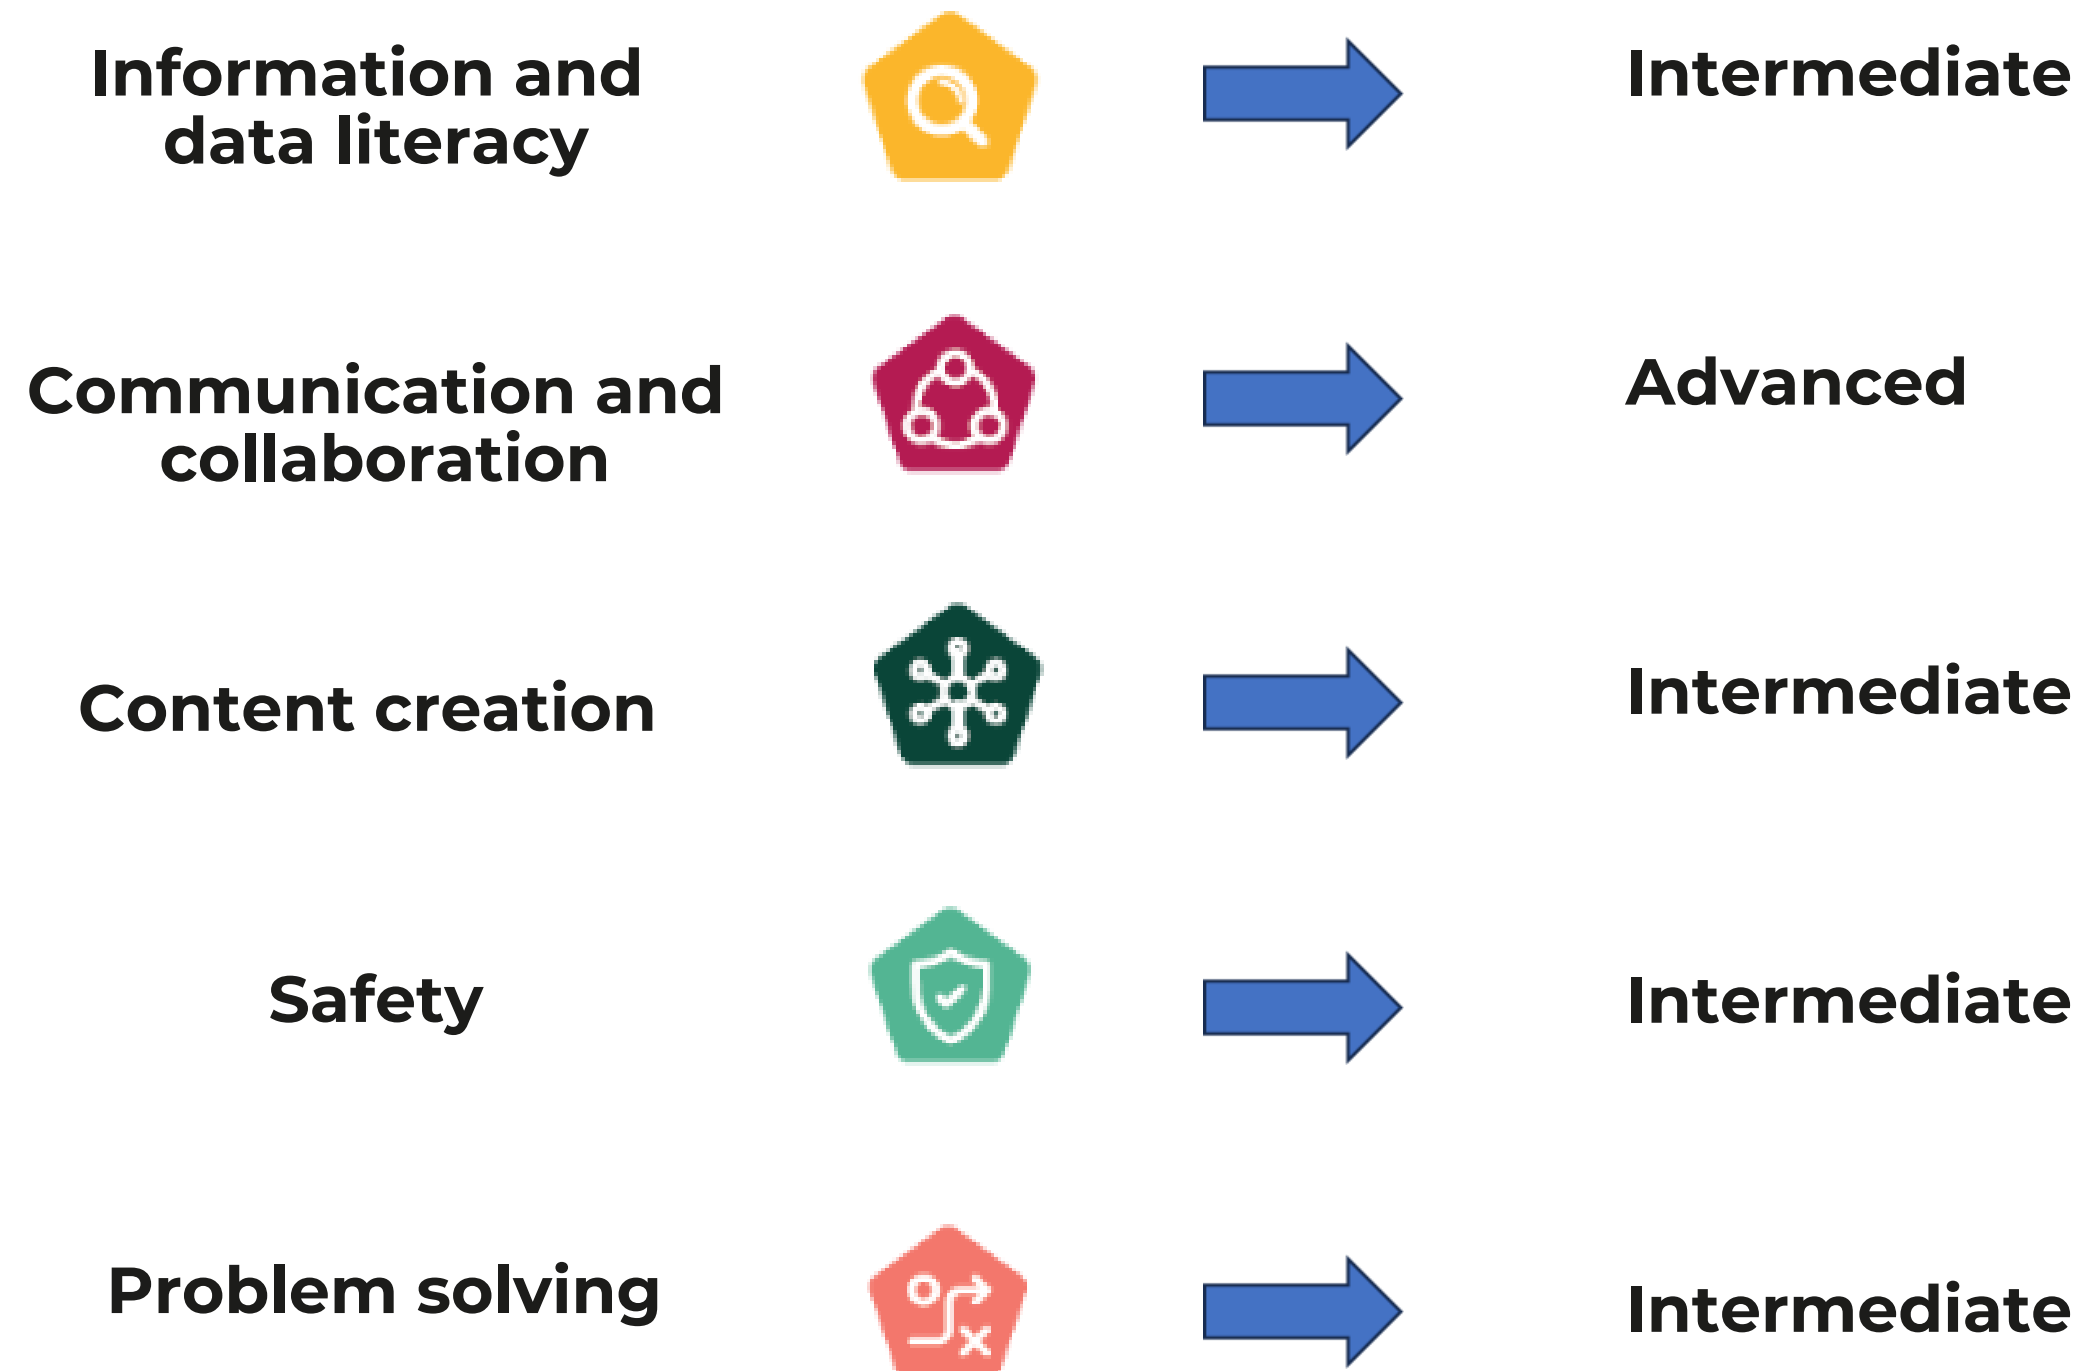 Information and
data literacy
Intermediate
Communication and
collaboration
Advanced
Content creation
Intermediate
Safety
Intermediate
Problem solving
Intermediate